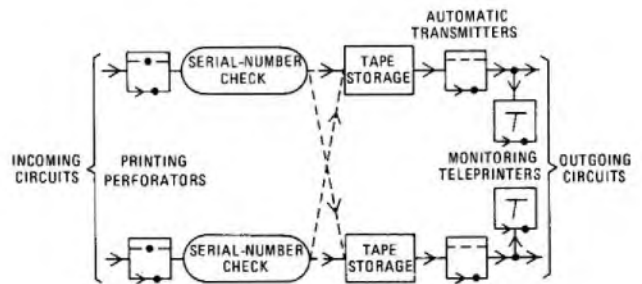 AUTOMATIC
TRANSMITTERS
SERIAL-NUMBER
CHECK
TAPE
STORAGE
T
INCOMING
CIRCUITS
PRINTING
PERFORATORS
MONITORING
TELEPRINTERS
OUTGOING
CIRCUITS
T
SERIAL-NUMBER
CHECK
TAPE
STORAGE